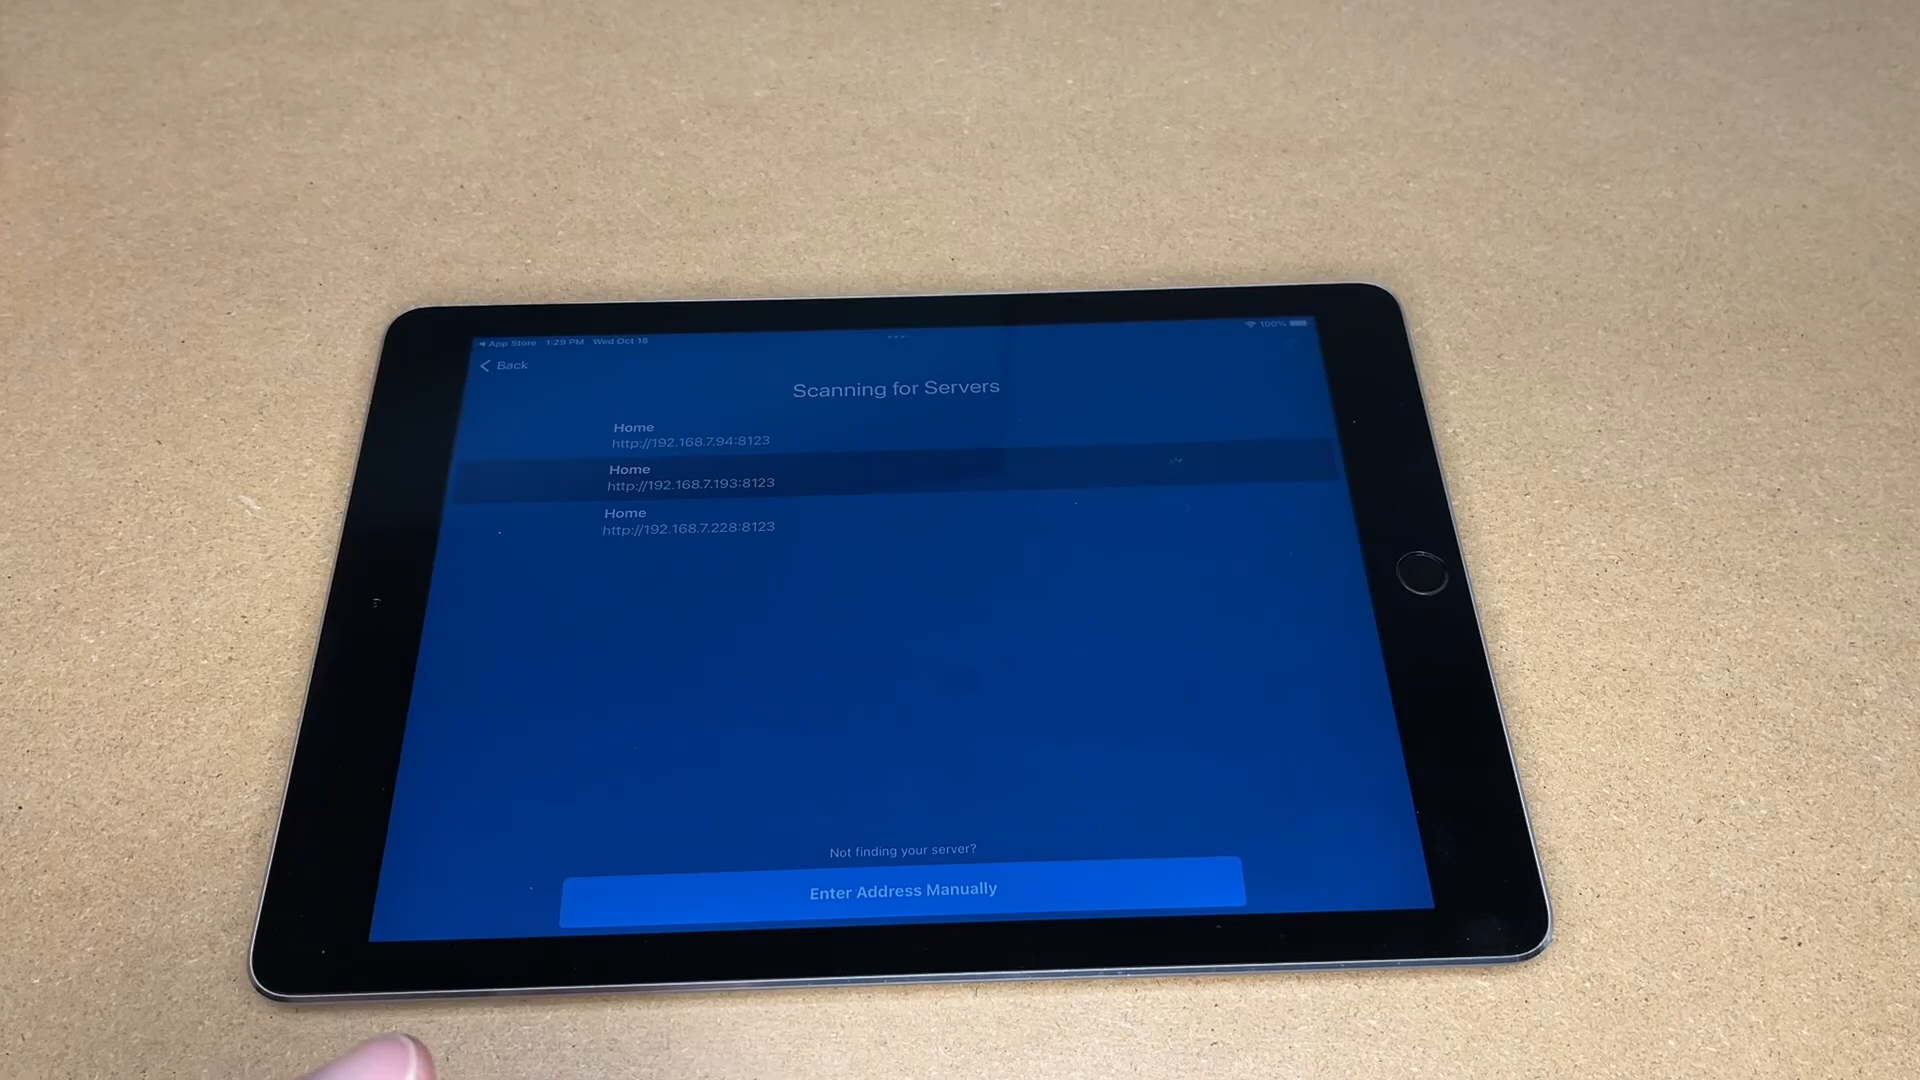 App Store 1:29 PM Wed Oct 18
100%
Back
Scanning for Servers
Home
http://192.168.7.94:8123
Home
http://192.168.7.193:8123
Home
http://192.168.7.228:8123
Not finding your server?
Enter Address Manually